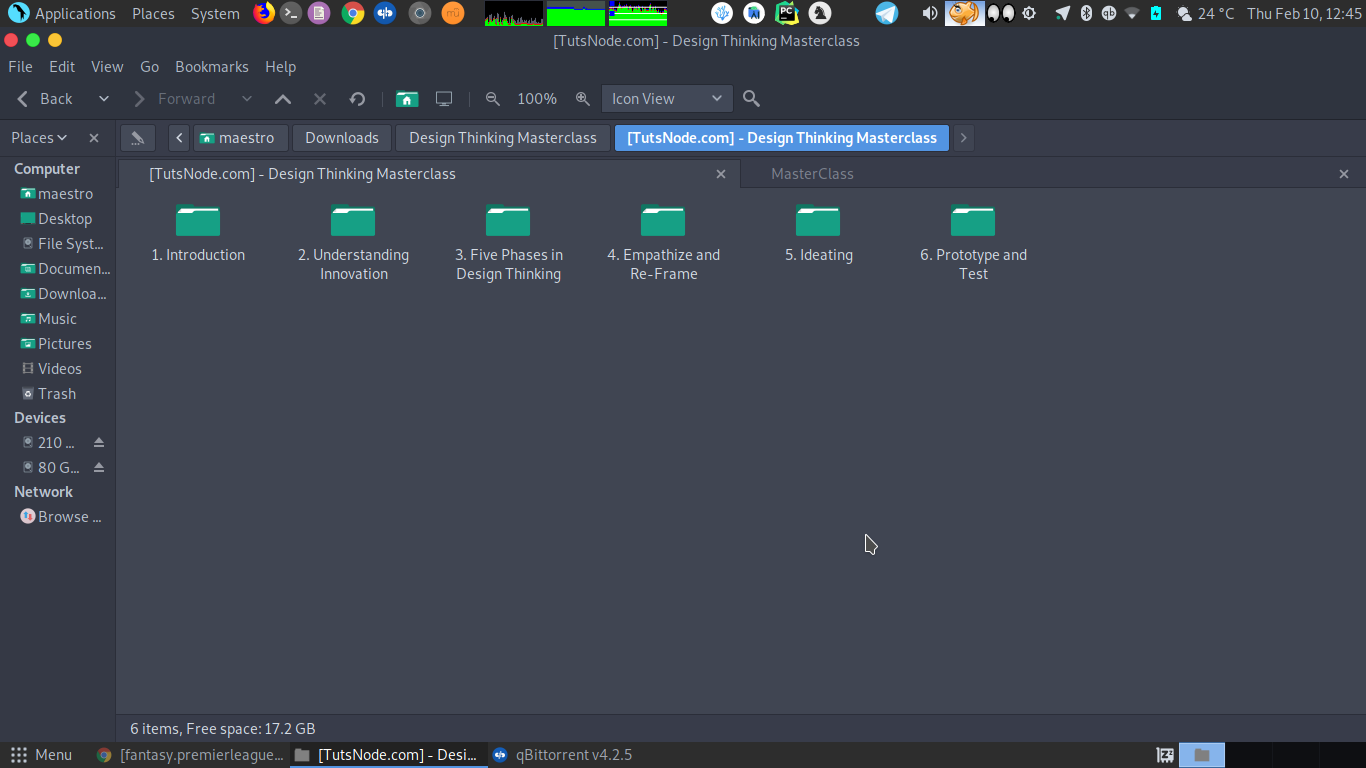 Applications Places System 24 °C Thu Feb 10, 12:45
[TutsNode.com] - Design Thinking Masterclass
File Edit View Go Bookmarks Help
Back Forward 100% Icon View
Places maestro Downloads Design Thinking Masterclass [TutsNode.com] - Design Thinking Masterclass
[TutsNode.com] - Design Thinking Masterclass MasterClass
Computer
maestro
Desktop
File Syst...
Documen...
Downloa...
Music
Pictures
Videos
Trash
Devices
210 ...
80 G...
Network
Browse ...
1. Introduction
2. Understanding
Innovation
3. Five Phases in
Design Thinking
4. Empathize and
Re-Frame
5. Ideating
6. Prototype and
Test
6 items, Free space: 17.2 GB
Menu [fantasy.premierleague... [TutsNode.com] - Desi... qBittorrent v4.2.5